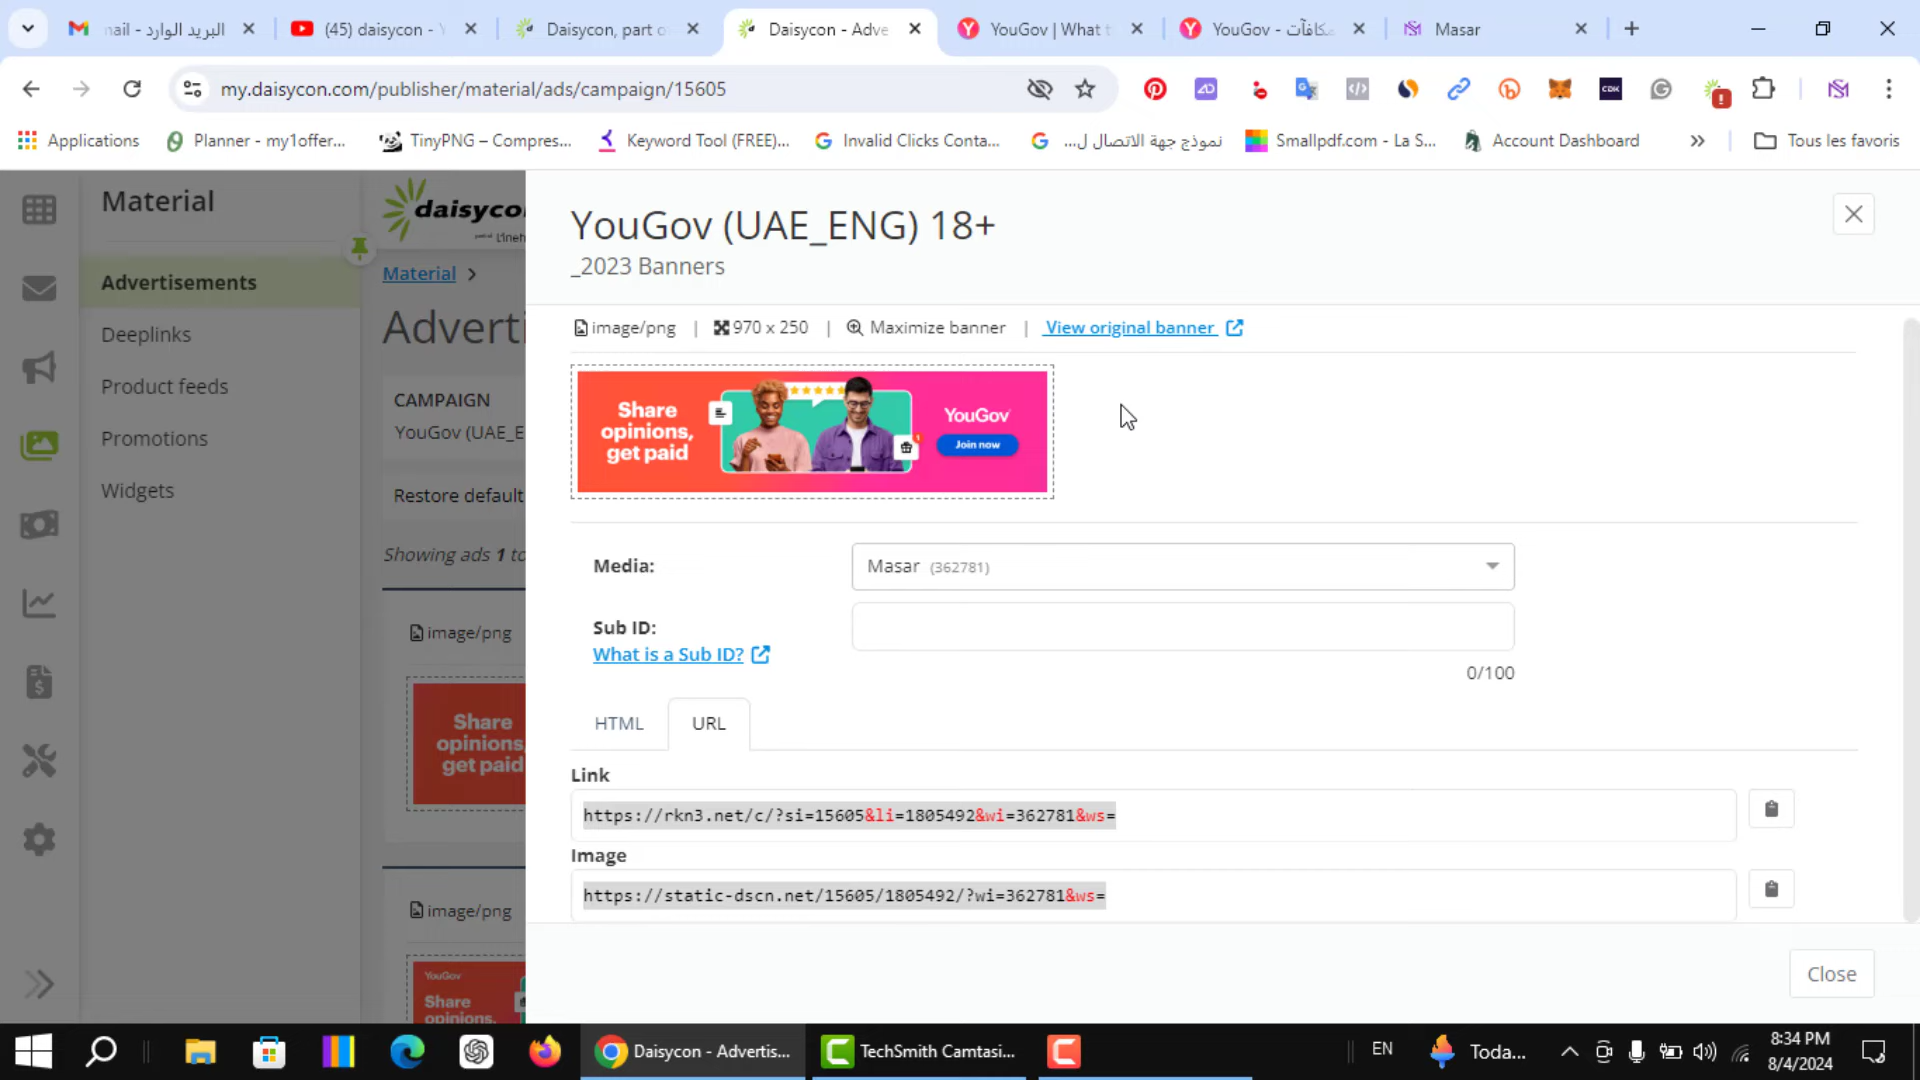 البريد الوارد - mail
(45) daisycon - Y
Daisycon, part o
Daisycon - Adve
YouGov | What t
YouGov - مكافآت
Masar
my.daisycon.com/publisher/material/ads/campaign/15605
Applications
Planner - my1offer...
TinyPNG – Compres...
Keyword Tool (FREE)...
Invalid Clicks Conta...
نموذج جهة الاتصال ل...
Smallpdf.com - La S...
Account Dashboard
Tous les favoris
Material
Advertisements
Deeplinks
Product feeds
Promotions
Widgets
daisycon
Material
Adverti
CAMPAIGN
YouGov (UAE_E
Restore default
Showing ads 1 to
image/png
Share
opinions,
get paid
image/png
YouGov
Share
opinions,
YouGov (UAE_ENG) 18+
_2023 Banners
image/png | 970 x 250 | Maximize banner | View original banner
Share
opinions,
get paid
YouGov
Join now
Media:
Masar (362781)
Sub ID:
What is a Sub ID?
0/100
HTML
URL
Link
https://rkn3.net/c/?si=15605&li=1805492&wi=362781&ws=
Image
https://static-dscn.net/15605/1805492/?wi=362781&ws=
Close
Daisycon - Advertis...
TechSmith Camtasi...
EN
Toda...
8:34 PM
8/4/2024